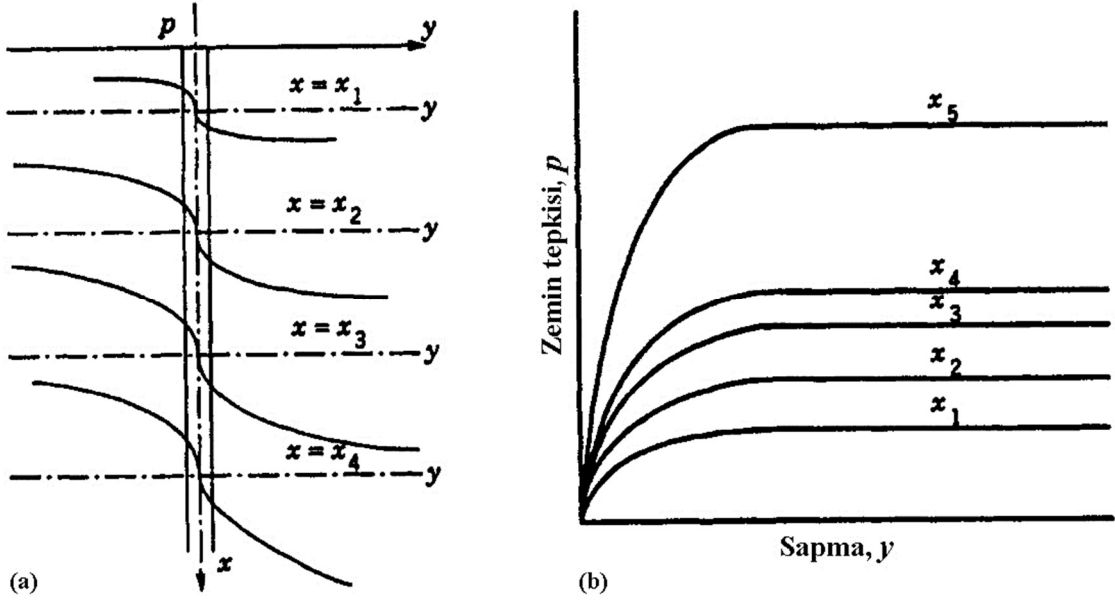 p
y
x = x1
y
x = x2
y
x = x3
y
x = x4
y
x
(a)
Zemin tepkisi, p
x5
x4
x3
x2
x1
Sapma, y
(b)